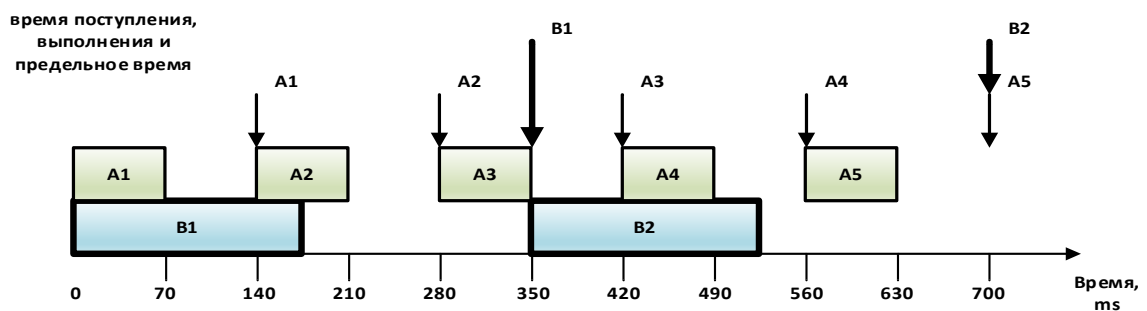 время поступления,
выполнения и
предельное время
B1
B2
A1
A2
A3
A4
A5
A1
A2
A3
A4
A5
B1
B2
0 70 140 210 280 350 420 490 560 630 700
Время,
ms